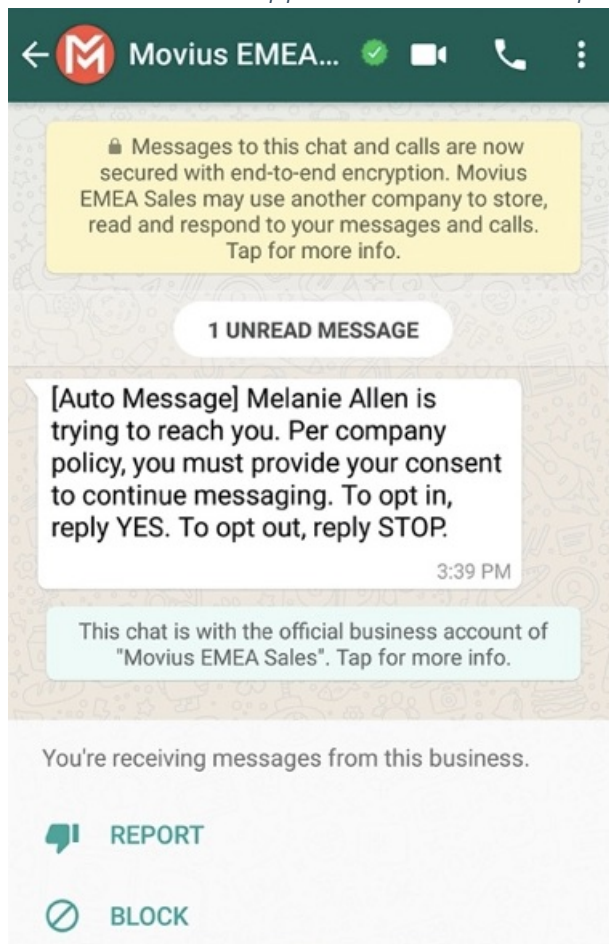 Movius EMEA...
Messages to this chat and calls are now
secured with end-to-end encryption. Movius
EMEA Sales may use another company to store,
read and respond to your messages and calls.
Tap for more info.
1 UNREAD MESSAGE
[Auto Message] Melanie Allen is
trying to reach you. Per company
policy, you must provide your consent
to continue messaging. To opt in,
reply YES. To opt out, reply STOP.
3:39 PM
This chat is with the official business account of
"Movius EMEA Sales". Tap for more info.
You're receiving messages from this business.
REPORT
BLOCK